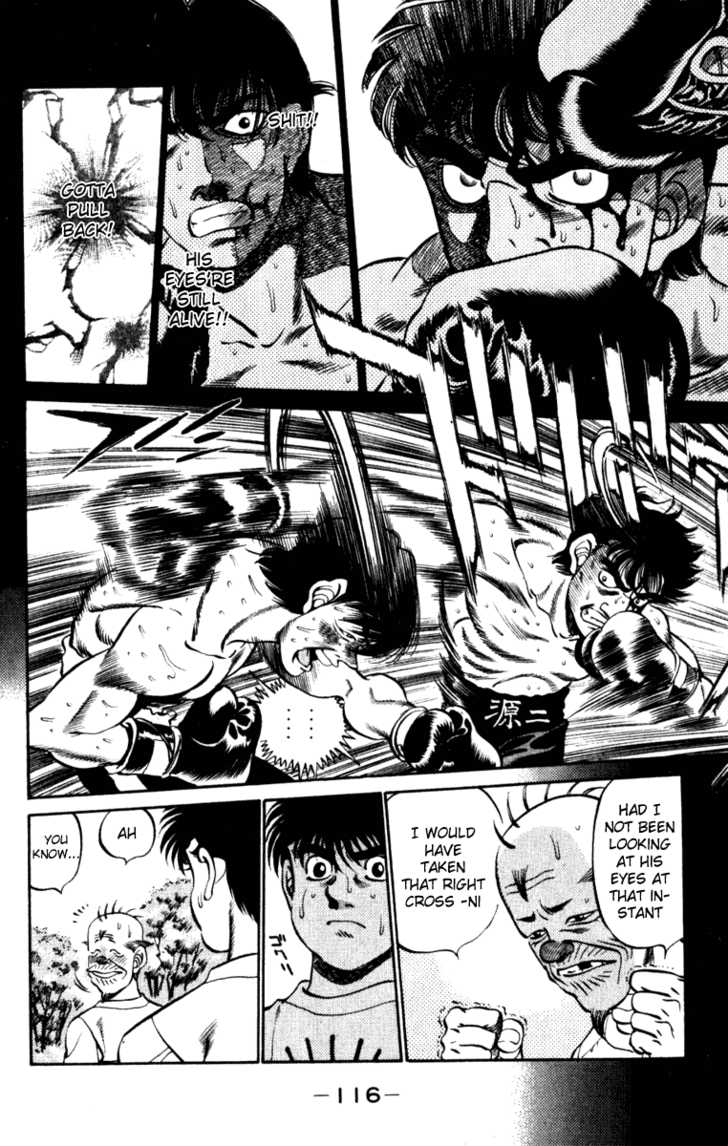 SHIT!!
HIS
EYES'RE
STILL
ALIVE!!
GOTTA
PULL
BACK!
源二
HAD I
NOT BEEN
LOOKING
AT HIS
EYES AT
THAT IN-
STANT
I WOULD
HAVE
TAKEN
THAT RIGHT
CROSS -NI
AH
YOU
KNOW...
-116-